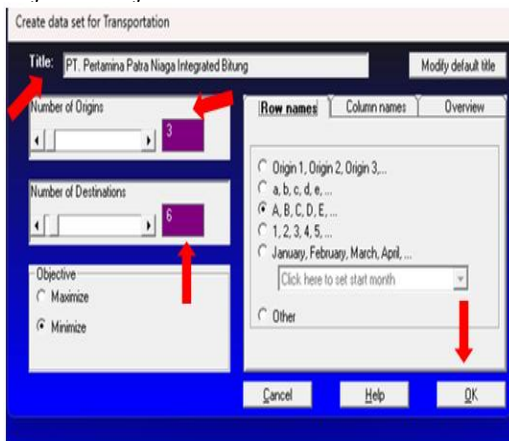 Create data set for Transportation
Title: PT. Pertamina Patra Niaga Integrated Bitung
Modify default title
Number of Origins
3
Number of Destinations
6
Objective
Maximize
Minimize
Row names
Column names
Overview
Origin 1, Origin 2, Origin 3,...
a, b, c, d, e, ...
A, B, C, D, E, ...
1, 2, 3, 4, 5, ...
January, February, March, April, ...
Click here to set start month
Other
Cancel
Help
OK